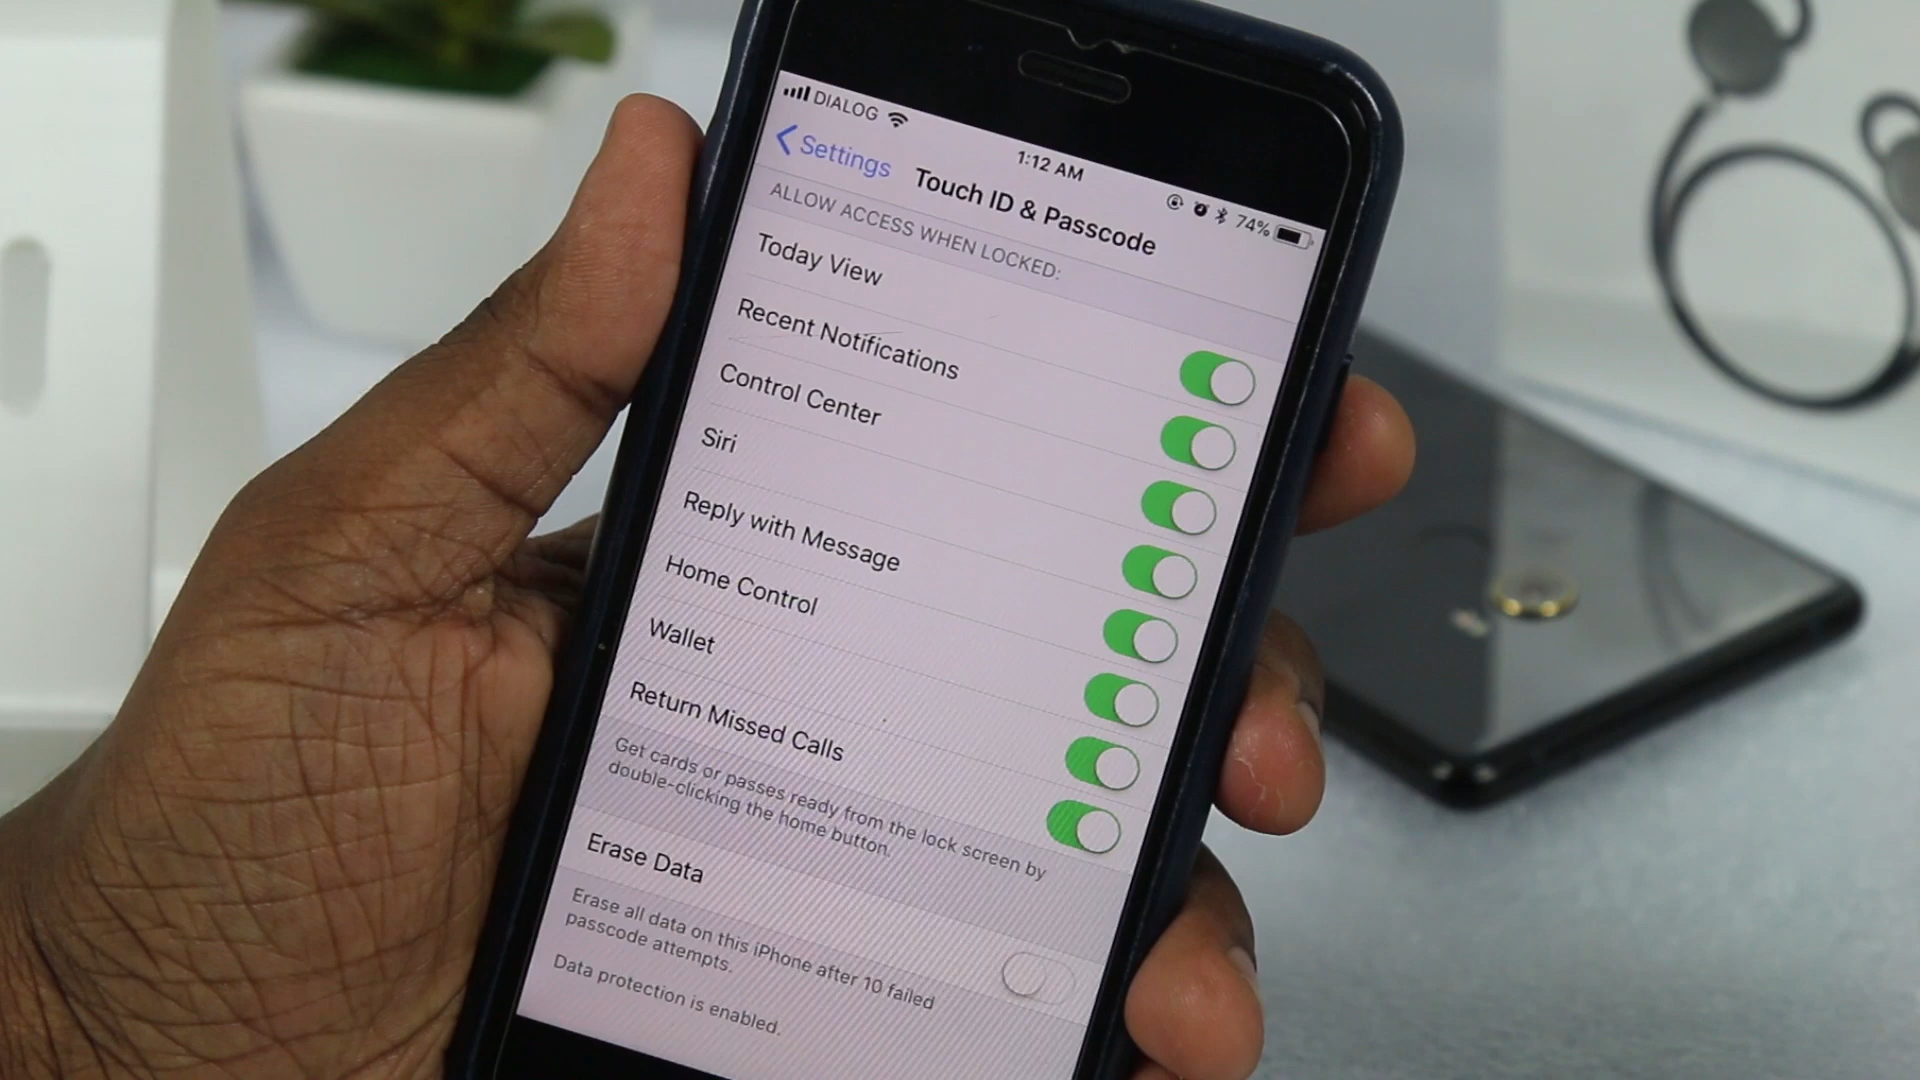 DIALOG
1:12 AM
74%
Settings
Touch ID & Passcode
ALLOW ACCESS WHEN LOCKED:
Today View
Recent Notifications
Control Center
Siri
Reply with Message
Home Control
Wallet
Return Missed Calls
Get cards or passes ready from the lock screen by
double-clicking the home button.
Erase Data
Erase all data on this iPhone after 10 failed
passcode attempts.
Data protection is enabled.